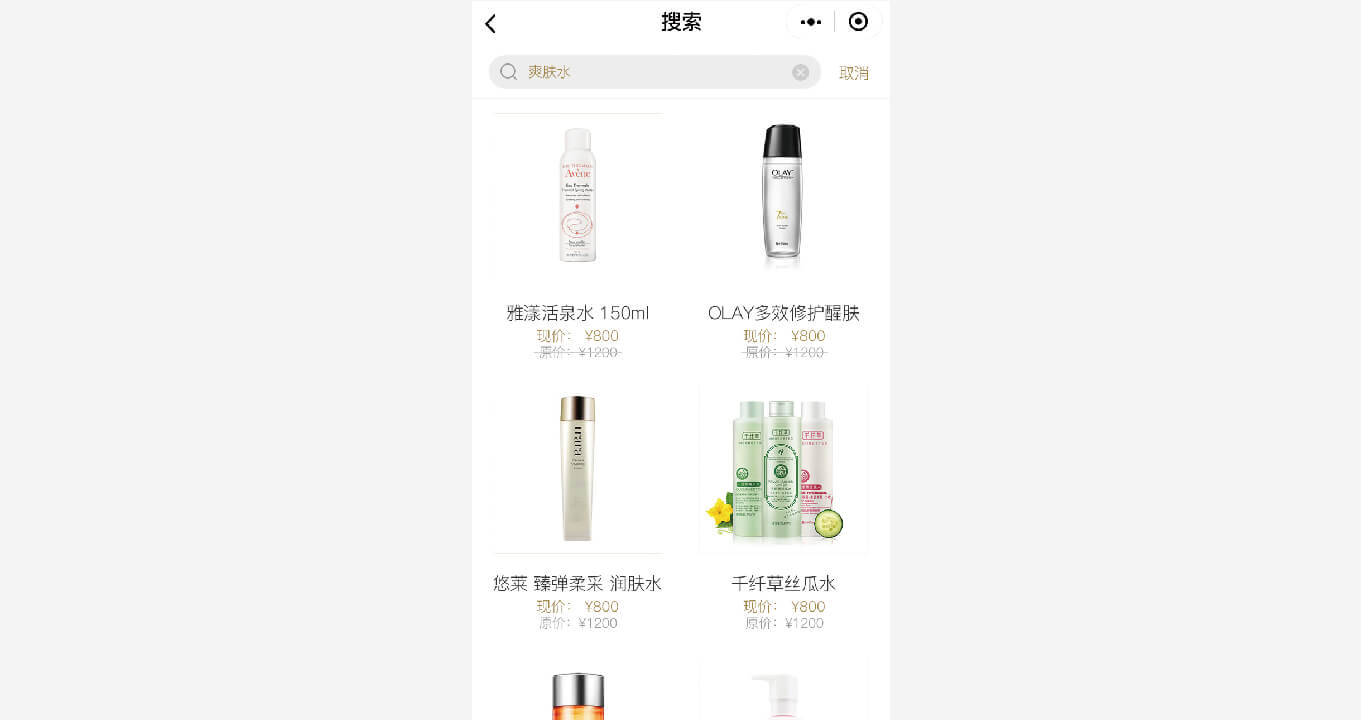 搜索
爽肤水
取消
Avène
OLAY
雅漾活泉水 150ml
OLAY多效修护醒肤
现价： ¥800
现价： ¥800
原价：¥1200
原价：¥1200
悠莱 臻弹柔采 润肤水
千纤草丝瓜水
现价： ¥800
现价： ¥800
原价：¥1200
原价：¥1200